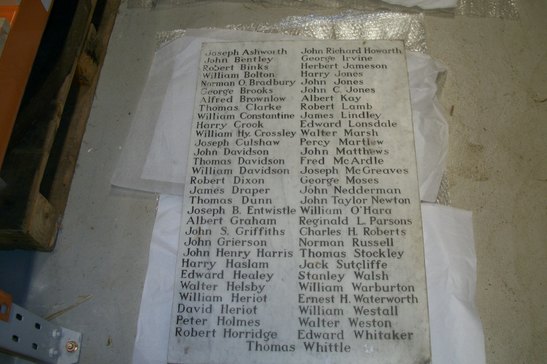 Joseph Ashworth John Richard Howarth
John Bentley George Irvine
Robert Binks Herbert Jameson
William Bolton Harry Jones
Norman O. Bradbury John Jones
George Brooks John C. Jones
Alfred Brownlow Albert Kay
Thomas Clarke Robert Lamb
William Constantine James Lindley
Harry Crook Edward Lonsdale
William Hy. Crossley Walter Marsh
Joseph Culshaw Percy Martlew
John Davidson John Matthews
Thomas Davidson Fred McArdle
William Davidson Joseph McGreaves
Robert Dixon George Moses
James Draper John Nedderman
Thomas Dunn John Taylor Newton
Joseph B. Entwistle William O'Hara
Albert Graham Reginald L. Parsons
John S. Griffiths Charles H. Roberts
John Grierson Norman Russell
John Henry Harris Thomas Stockley
Harry Haslam Jack Sutcliffe
Edward Healey Stanley Walsh
Walter Helsby William Warburton
William Heriot Ernest H. Waterworth
David Heriot William Westall
Peter Holmes Walter Weston
Robert Horridge Edward Whitaker
Thomas Whittle